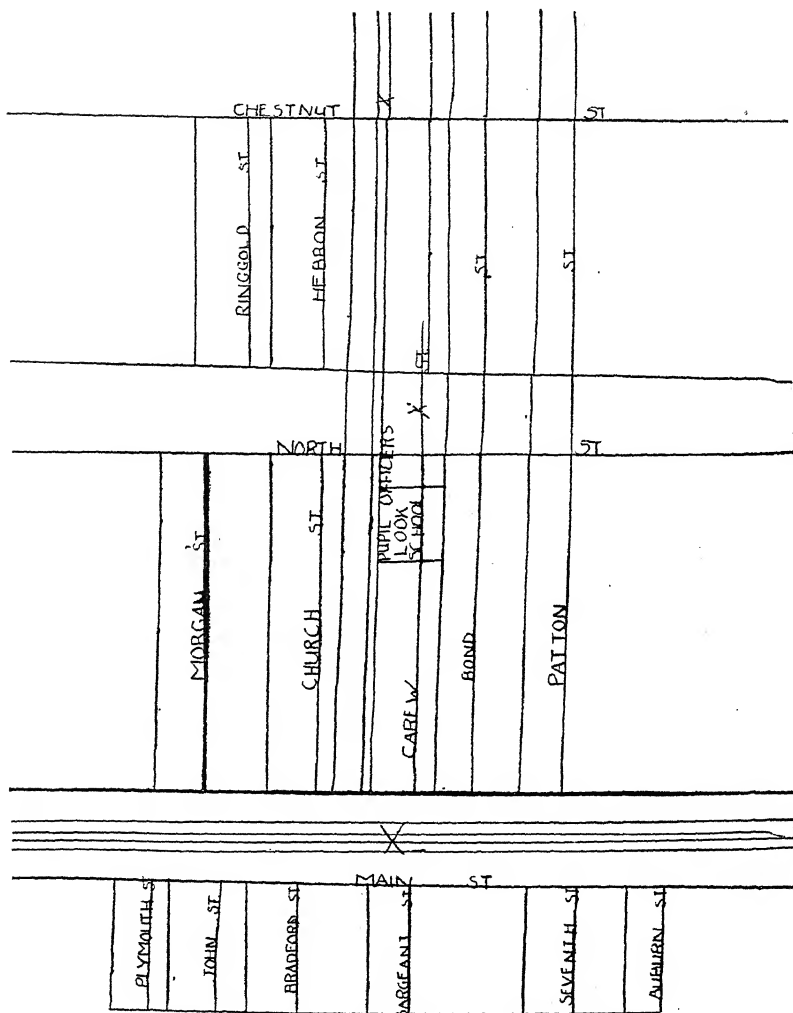 CHESTNUT ST
RINGGOLD ST
HEBRON ST
ST
ST
ST
NORTH ST
PUPIL OFFICERS
LOOK
SCHOOL
MORGAN ST
CHURCH ST
CAREW
BOND
PATTON
MAIN ST
PLYMOUTH ST
JOHN ST
BRADFORD ST
SARGEANT ST
SEVENTH ST
AUBURN ST